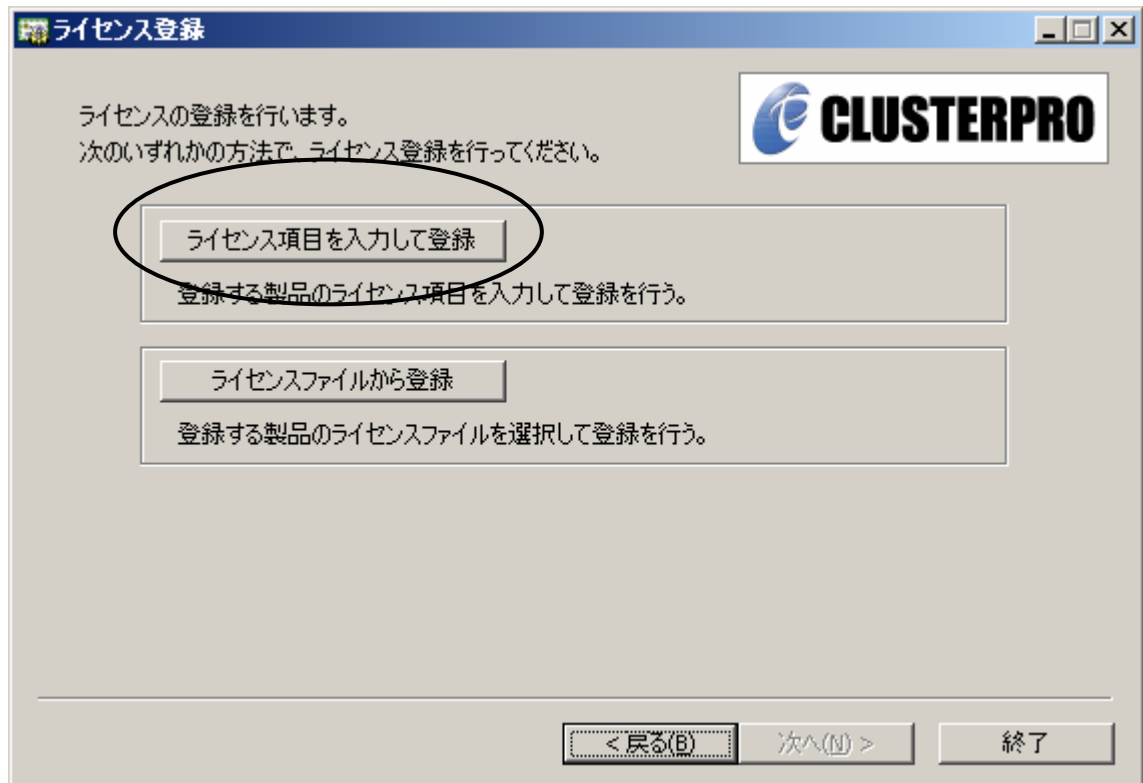 ライセンス登録
CLUSTERPRO
ライセンスの登録を行います。
次のいずれかの方法で、ライセンス登録を行ってください。
ライセンス項目を入力して登録
登録する製品のライセンス項目を入力して登録を行う。
ライセンスファイルから登録
登録する製品のライセンスファイルを選択して登録を行う。
< 戻る(B)
次へ(N) >
終了